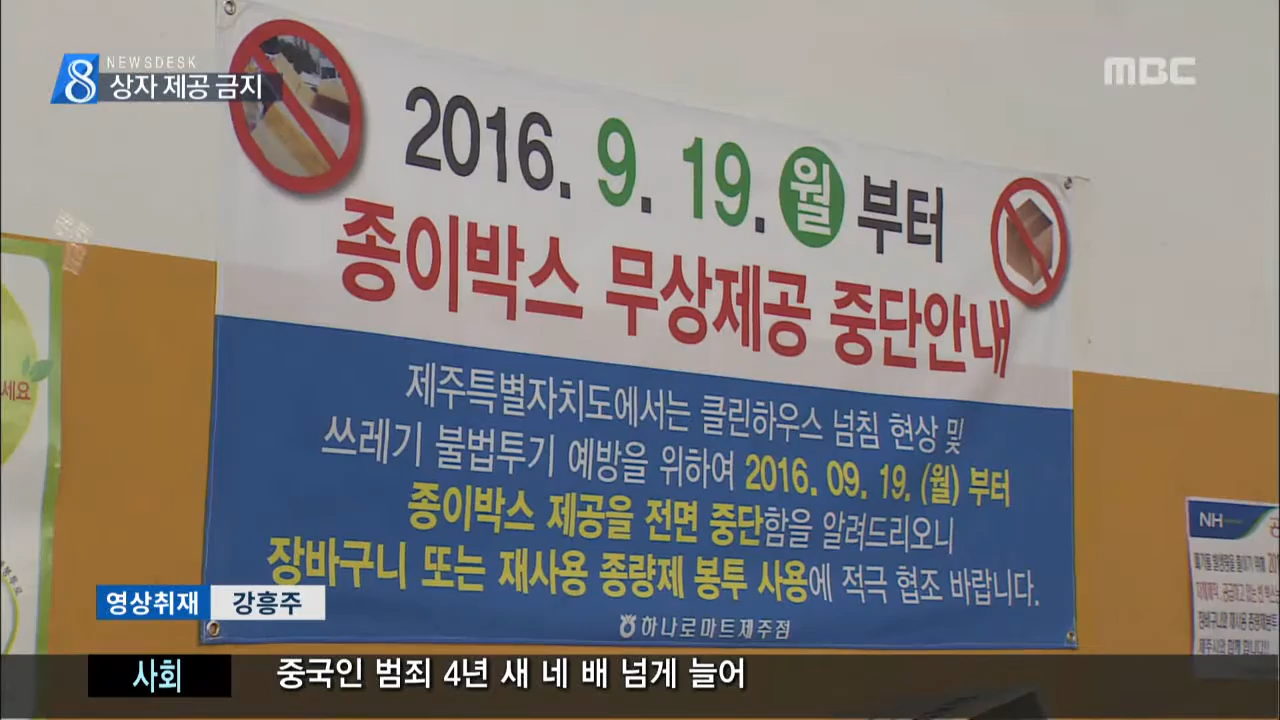 NEWSDESK
8 상자 제공 금지
MBC
2016. 9. 19. 월 부터
종이박스 무상제공 중단안내
제주특별자치도에서는 클린하우스 넘침 현상 및
쓰레기 불법투기 예방을 위하여 2016. 09. 19. (월) 부터
종이박스 제공을 전면 중단함을 알려드리오니
장바구니 또는 재사용 종량제 봉투 사용에 적극 협조 바랍니다.
하나로마트제주점
세요
NH
영상취재 강흥주
사회 중국인 범죄 4년 새 네 배 넘게 늘어